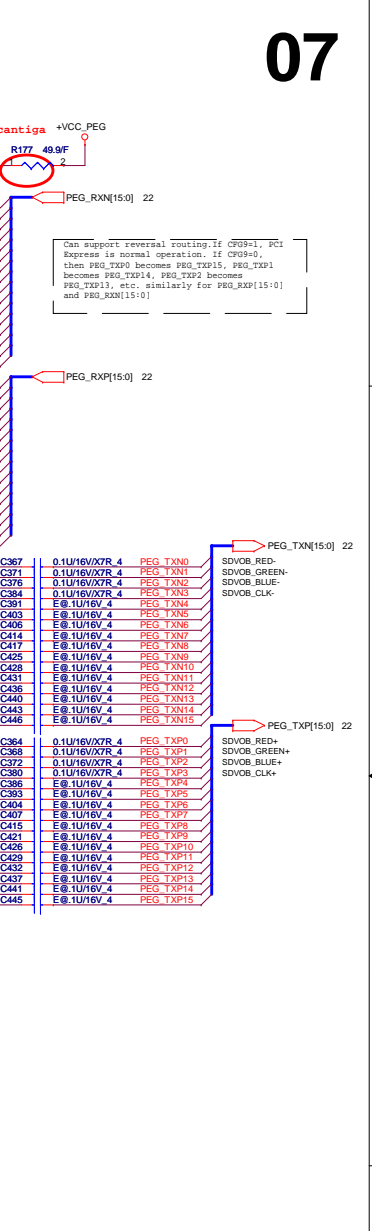 07
cantiga +VCC_PEG
R177 49.9/F
1 2
PEG_RXN[15:0] 22
Can support reversal routing.If CFG9=1, PCI
Express is normal operation. If CFG9=0,
then PEG_TXP0 becomes PEG_TXP15, PEG_TXP1
becomes PEG_TXP14, PEG_TXP2 becomes
PEG_TXP13, etc. similarly for PEG_RXP[15:0]
and PEG_RXN[15:0]
PEG_RXP[15:0] 22
PEG_TXN[15:0] 22
C367 0.1U/16V/X7R_4 PEG_TXN0 SDVOB_RED-
C371 0.1U/16V/X7R_4 PEG_TXN1 SDVOB_GREEN-
C376 0.1U/16V/X7R_4 PEG_TXN2 SDVOB_BLUE-
C384 0.1U/16V/X7R_4 PEG_TXN3 SDVOB_CLK-
C391 E@.1U/16V_4 PEG_TXN4
C403 E@.1U/16V_4 PEG_TXN5
C406 E@.1U/16V_4 PEG_TXN6
C414 E@.1U/16V_4 PEG_TXN7
C417 E@.1U/16V_4 PEG_TXN8
C425 E@.1U/16V_4 PEG_TXN9
C428 E@.1U/16V_4 PEG_TXN10
C431 E@.1U/16V_4 PEG_TXN11
C436 E@.1U/16V_4 PEG_TXN12
C440 E@.1U/16V_4 PEG_TXN13
C443 E@.1U/16V_4 PEG_TXN14
C446 E@.1U/16V_4 PEG_TXN15
PEG_TXP[15:0] 22
C364 0.1U/16V/X7R_4 PEG_TXP0 SDVOB_RED+
C368 0.1U/16V/X7R_4 PEG_TXP1 SDVOB_GREEN+
C372 0.1U/16V/X7R_4 PEG_TXP2 SDVOB_BLUE+
C380 0.1U/16V/X7R_4 PEG_TXP3 SDVOB_CLK+
C386 E@.1U/16V_4 PEG_TXP4
C393 E@.1U/16V_4 PEG_TXP5
C404 E@.1U/16V_4 PEG_TXP6
C407 E@.1U/16V_4 PEG_TXP7
C415 E@.1U/16V_4 PEG_TXP8
C421 E@.1U/16V_4 PEG_TXP9
C426 E@.1U/16V_4 PEG_TXP10
C429 E@.1U/16V_4 PEG_TXP11
C432 E@.1U/16V_4 PEG_TXP12
C437 E@.1U/16V_4 PEG_TXP13
C441 E@.1U/16V_4 PEG_TXP14
C445 E@.1U/16V_4 PEG_TXP15